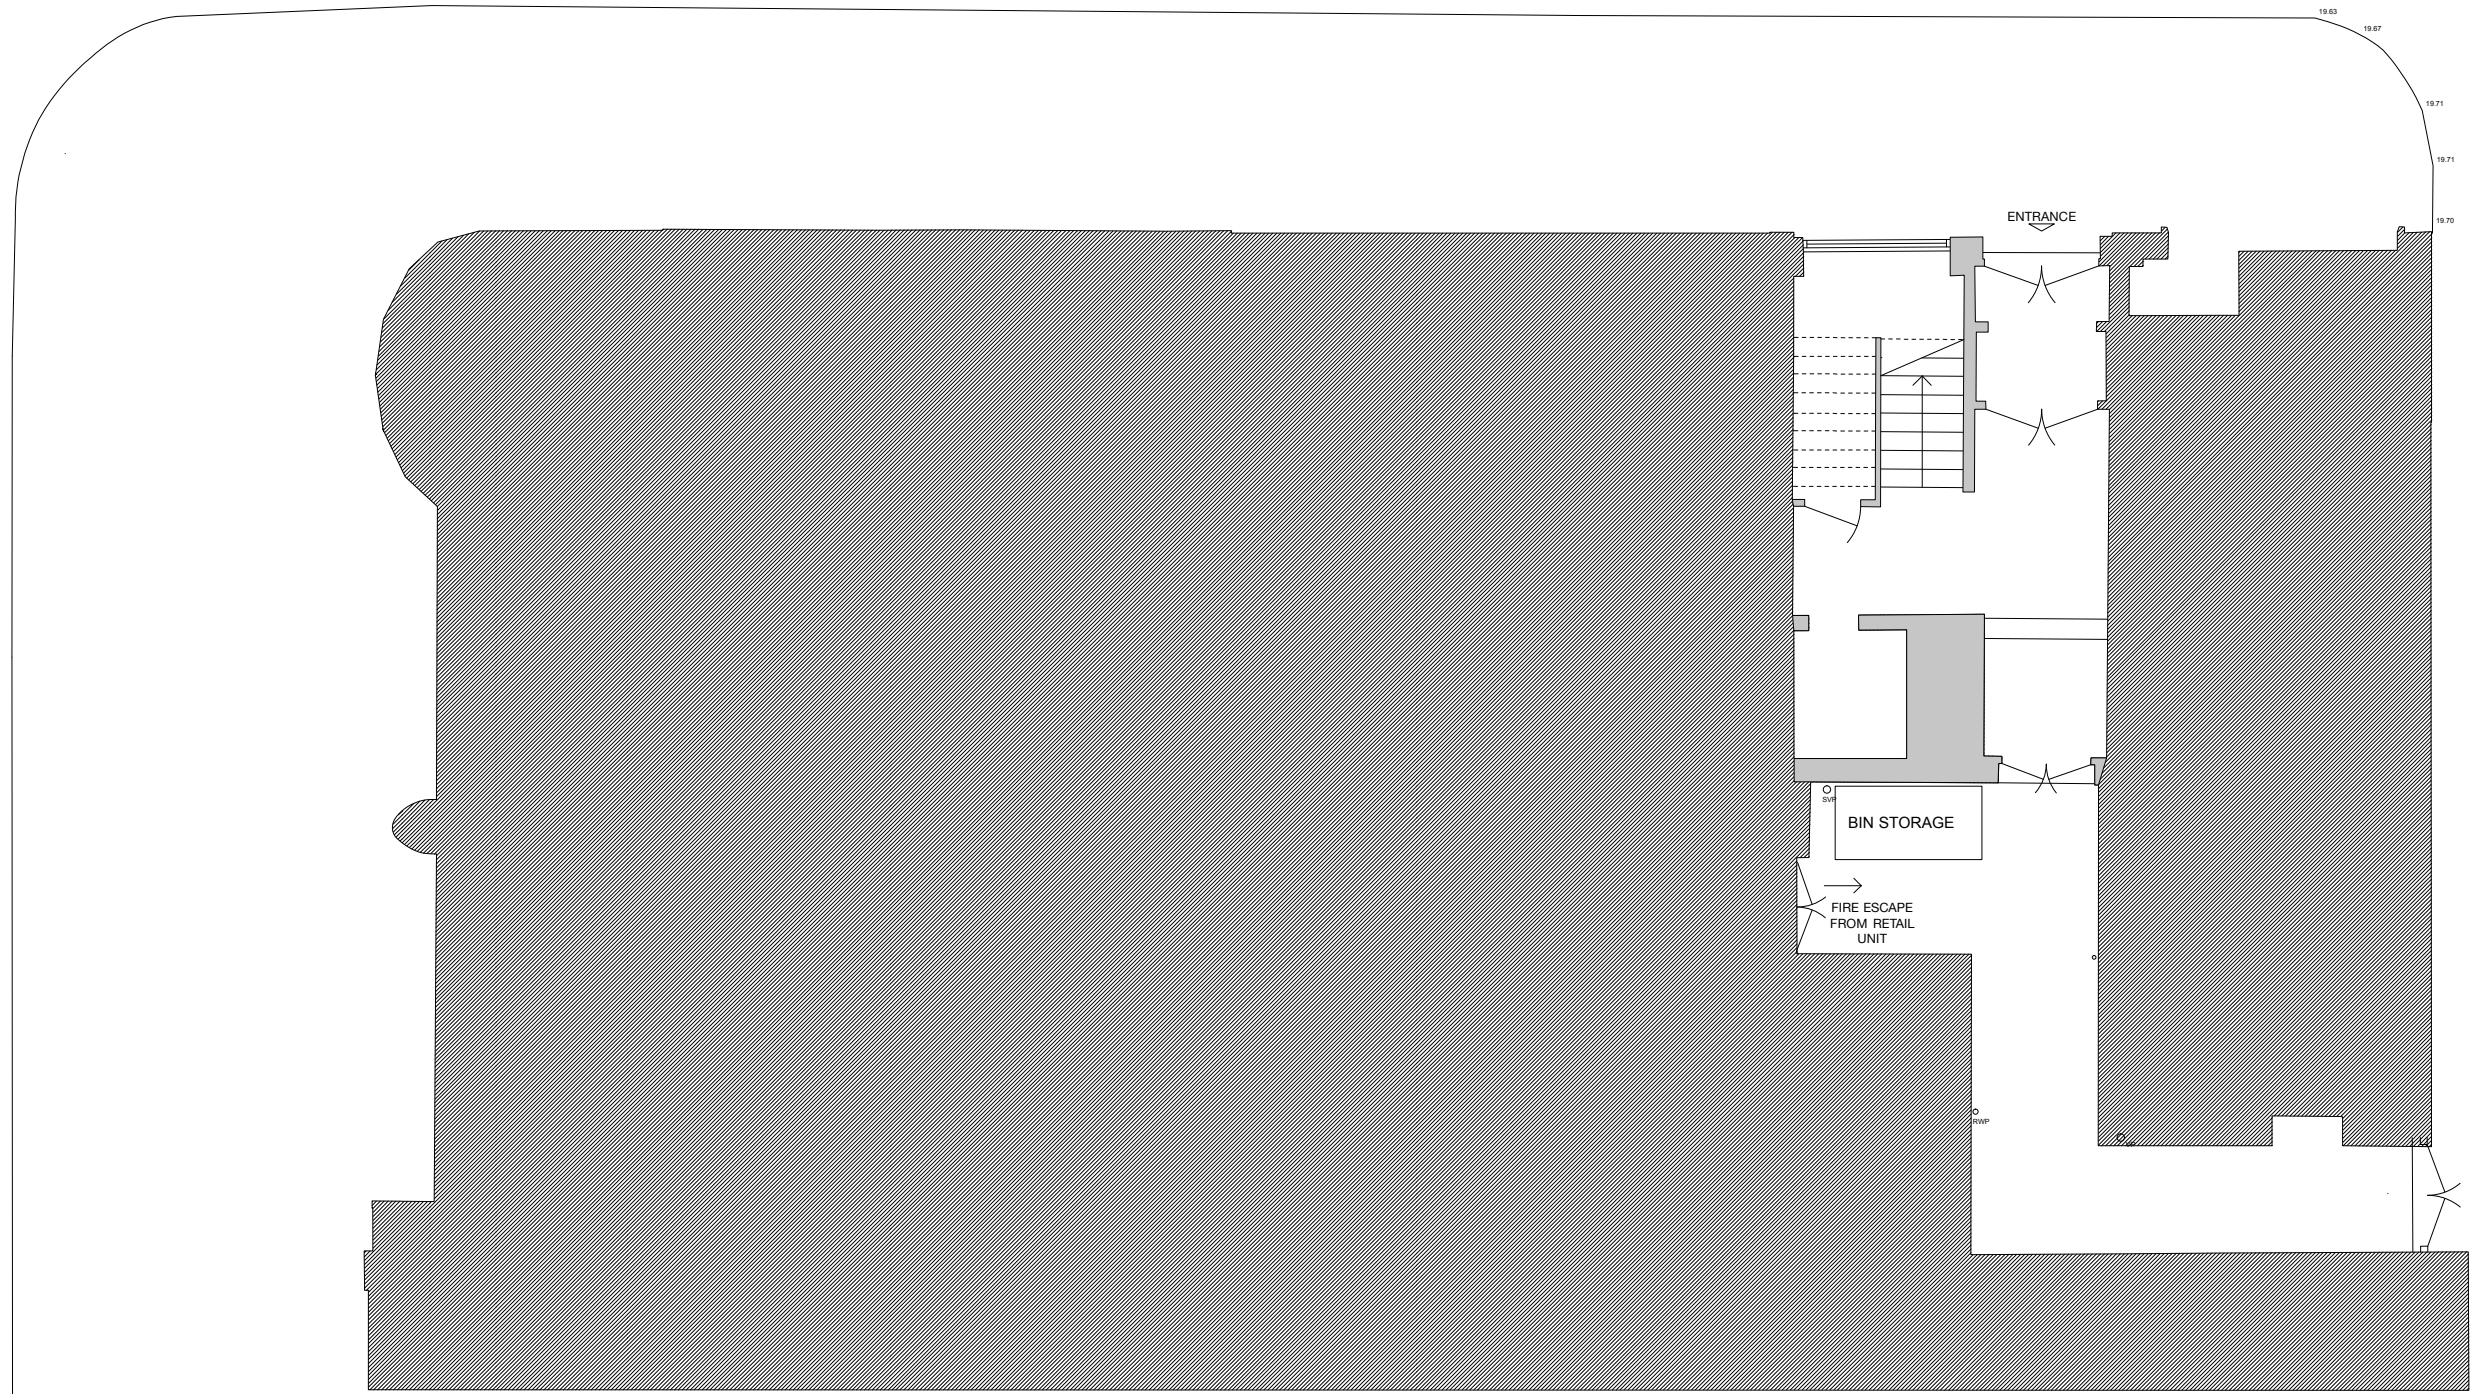 19.63
19.67
19.71
19.71
19.70
ENTRANCE
SVP
BIN STORAGE
FIRE ESCAPE
FROM RETAIL
UNIT
RWP